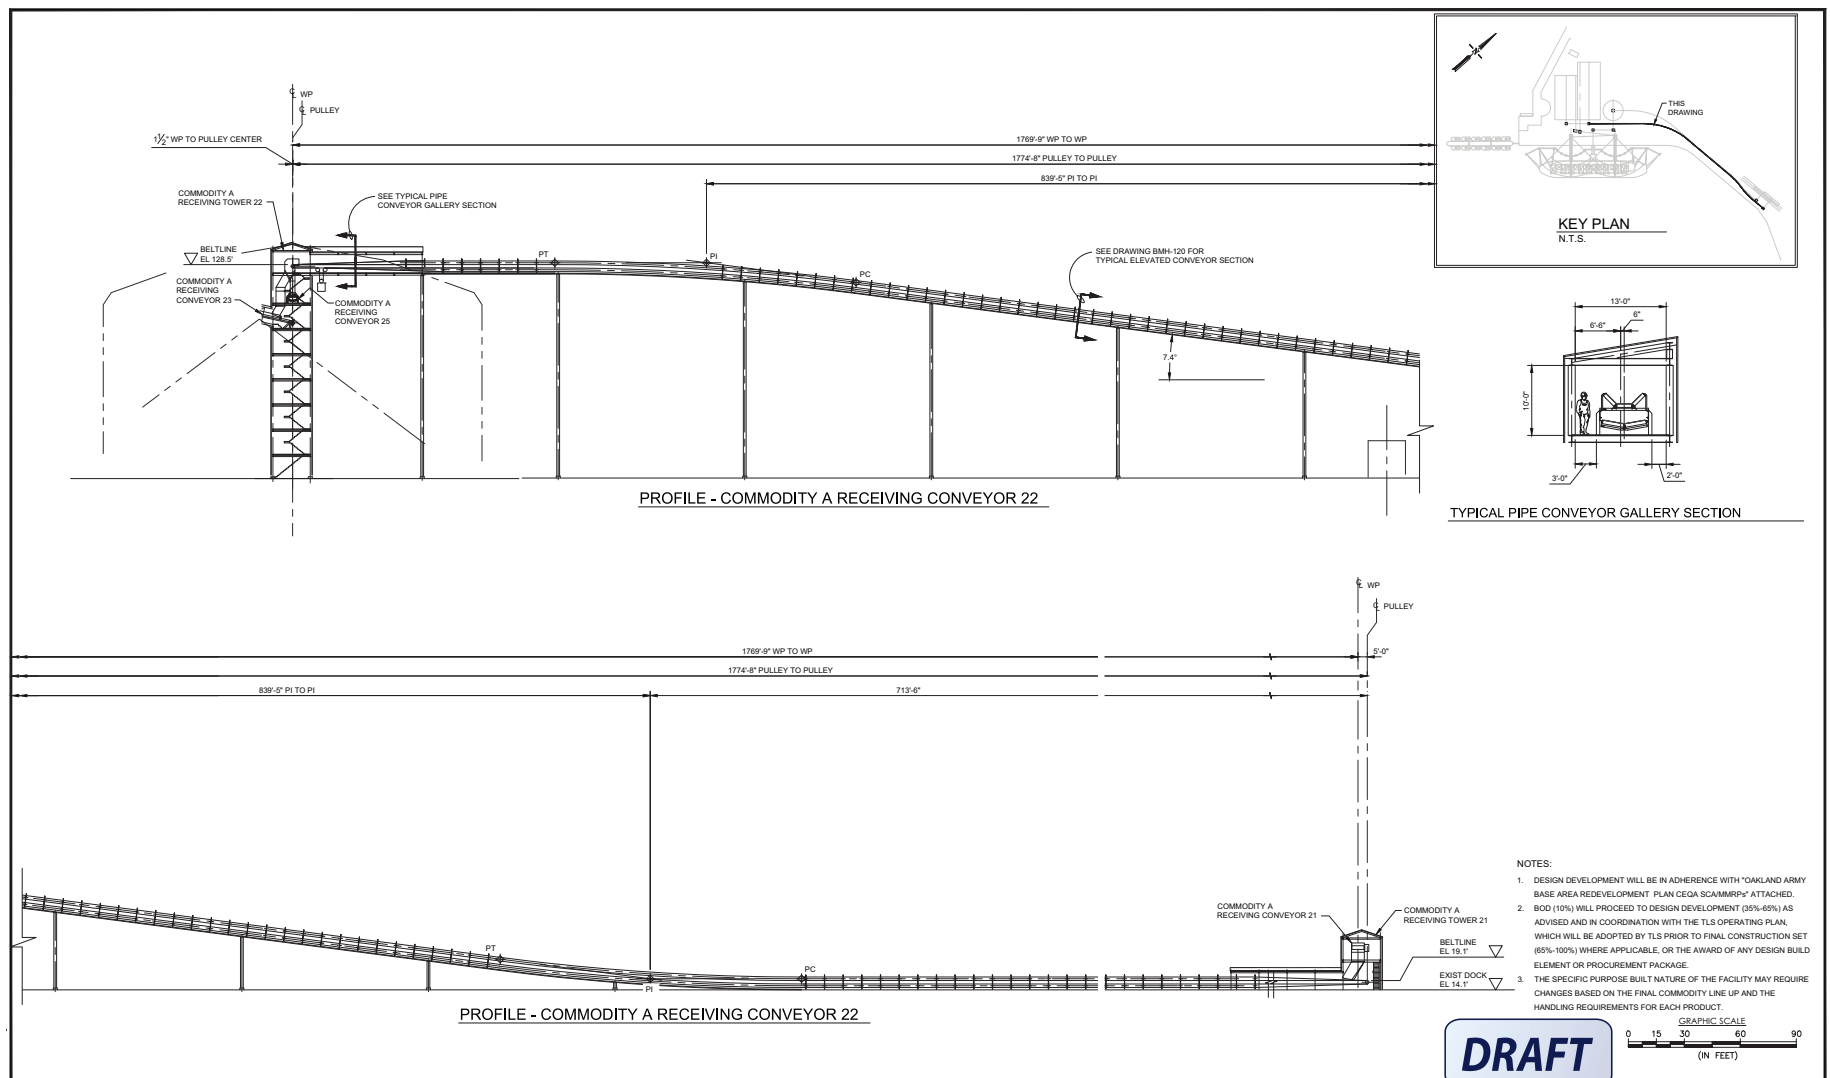 ℄ WP
℄ PULLEY
1½" WP TO PULLEY CENTER
1769'-9" WP TO WP
1774'-8" PULLEY TO PULLEY
839'-5" PI TO PI
COMMODITY A
RECEIVING TOWER 22
SEE TYPICAL PIPE
CONVEYOR GALLERY SECTION
BELTLINE
EL 128.5'
COMMODITY A
RECEIVING
CONVEYOR 23
COMMODITY A
RECEIVING
CONVEYOR 25
PT
PI
PC
SEE DRAWING BMH-120 FOR
TYPICAL ELEVATED CONVEYOR SECTION
7.4°
PROFILE - COMMODITY A RECEIVING CONVEYOR 22
N
THIS
DRAWING
KEY PLAN
N.T.S.
13'-0"
6'-6"
6"
10'-0"
3'-0"
2'-0"
TYPICAL PIPE CONVEYOR GALLERY SECTION
℄ WP
℄ PULLEY
1769'-9" WP TO WP
5'-0"
1774'-8" PULLEY TO PULLEY
839'-5" PI TO PI
713'-6"
PT
PI
PC
COMMODITY A
RECEIVING CONVEYOR 21
COMMODITY A
RECEIVING TOWER 21
BELTLINE
EL 19.1'
EXIST DOCK
EL 14.1'
PROFILE - COMMODITY A RECEIVING CONVEYOR 22
NOTES:
1. DESIGN DEVELOPMENT WILL BE IN ADHERENCE WITH "OAKLAND ARMY
BASE AREA REDEVELOPMENT PLAN CEQA SCA/MMRPs" ATTACHED.
2. BOD (10%) WILL PROCEED TO DESIGN DEVELOPMENT (35%-65%) AS
ADVISED AND IN COORDINATION WITH THE TLS OPERATING PLAN,
WHICH WILL BE ADOPTED BY TLS PRIOR TO FINAL CONSTRUCTION SET
(65%-100%) WHERE APPLICABLE, OR THE AWARD OF ANY DESIGN BUILD
ELEMENT OR PROCUREMENT PACKAGE.
3. THE SPECIFIC PURPOSE BUILT NATURE OF THE FACILITY MAY REQUIRE
CHANGES BASED ON THE FINAL COMMODITY LINE UP AND THE
HANDLING REQUIREMENTS FOR EACH PRODUCT.
DRAFT
GRAPHIC SCALE
0 15 30 60 90
(IN FEET)